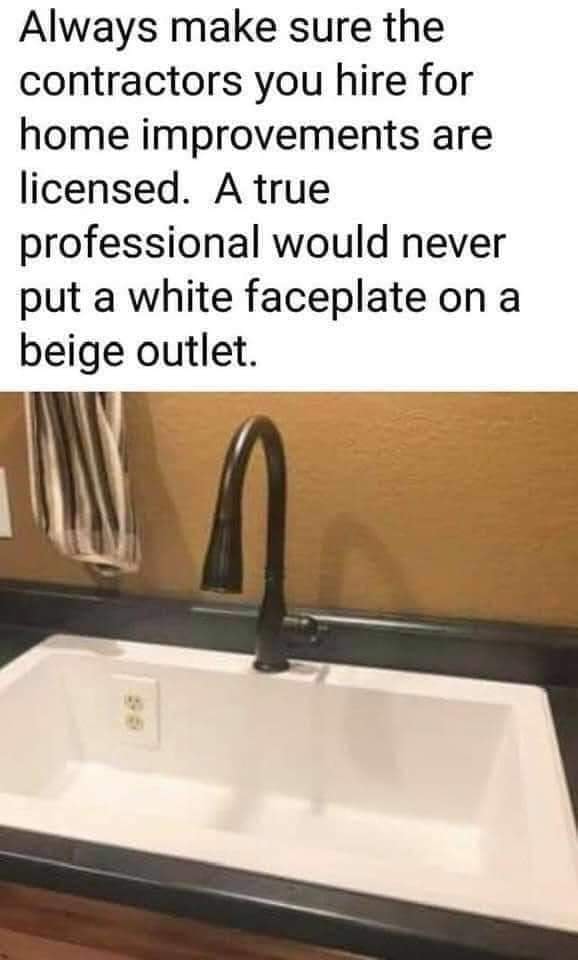 Always make sure the
contractors you hire for
home improvements are
licensed.  A true
professional would never
put a white faceplate on a
beige outlet.